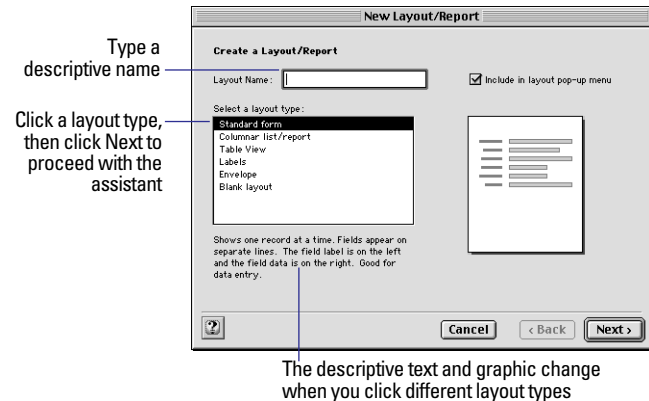 New Layout/Report
Type a
descriptive name
Create a Layout/Report
Layout Name:
Include in layout pop-up menu
Click a layout type,
then click Next to
proceed with the
assistant
Select a layout type:
Standard form
Columnar list/report
Table View
Labels
Envelope
Blank layout
Shows one record at a time. Fields appear on
separate lines. The field label is on the left
and the field data is on the right. Good for
data entry.
?
Cancel
‹ Back
Next ›
The descriptive text and graphic change
when you click different layout types